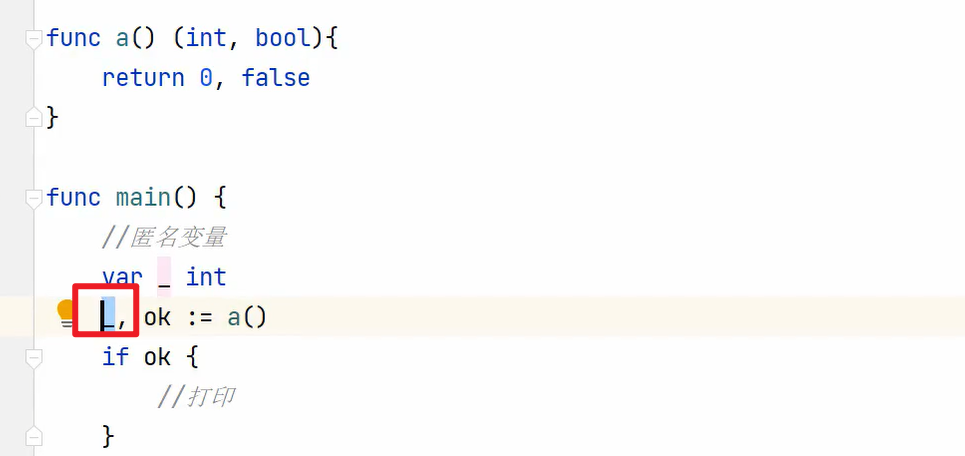 func a() (int, bool){
return 0, false
}
func main() {
//匿名变量
var _ int
_, ok := a()
if ok {
//打印
}